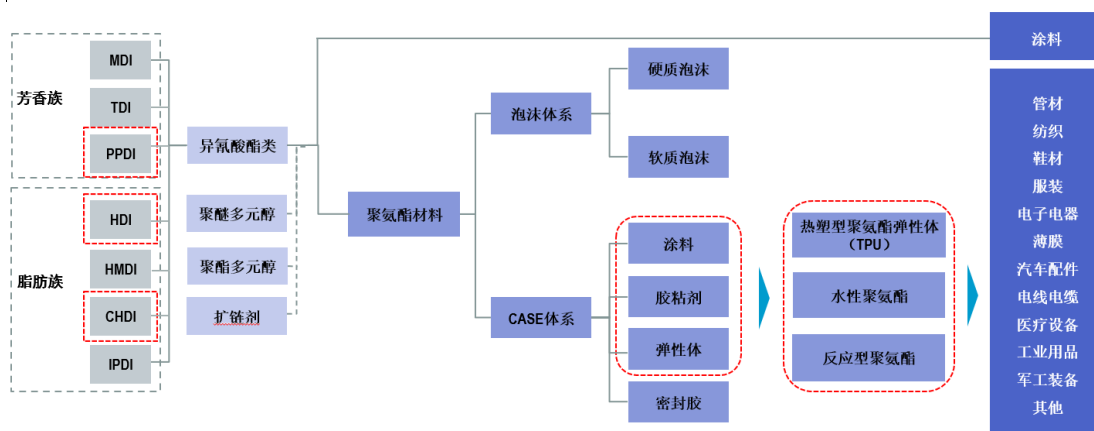 芳香族
MDI
TDI
PPDI
脂肪族
HDI
HMDI
CHDI
IPDI
异氰酸酯类
聚醚多元醇
聚酯多元醇
扩链剂
聚氨酯材料
泡沫体系
CASE体系
硬质泡沫
软质泡沫
涂料
胶粘剂
弹性体
密封胶
热塑型聚氨酯弹性体
（TPU）
水性聚氨酯
反应型聚氨酯
涂料
管材
纺织
鞋材
服装
电子电器
薄膜
汽车配件
电线电缆
医疗设备
工业用品
军工装备
其他